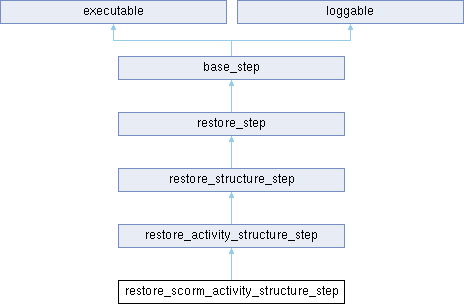 executable loggable
base_step
restore_step
restore_structure_step
restore_activity_structure_step
restore_scorm_activity_structure_step